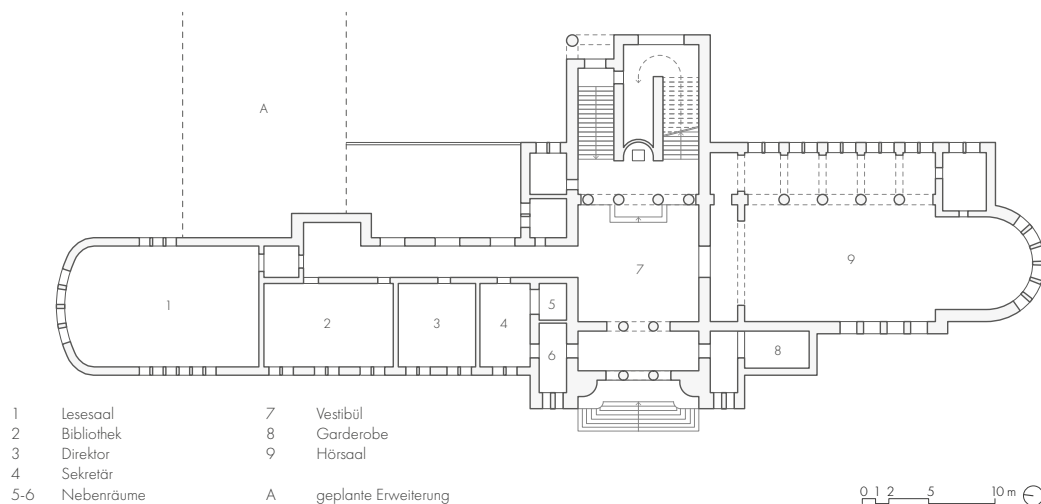 A
1
2
3
4
5
6
7
8
9
1 Lesesaal
2 Bibliothek
3 Direktor
4 Sekretär
5-6 Nebenräume
7 Vestibül
8 Garderobe
9 Hörsaal
A geplante Erweiterung
0 1 2 5 10 m